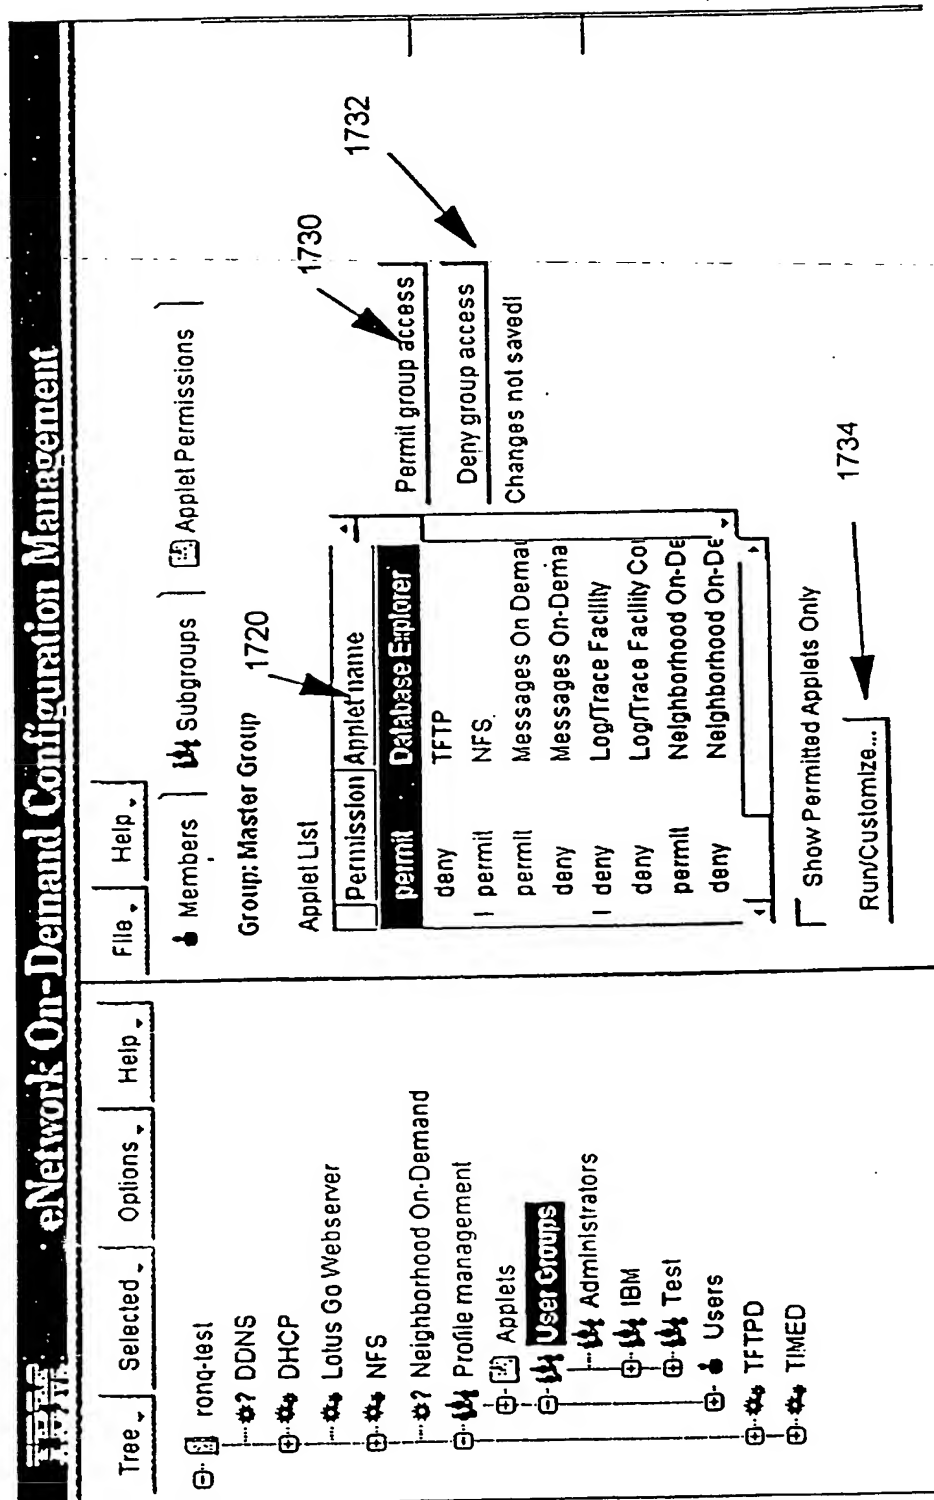 IBM eNetwork On-Demand Configuration Management
Tree Selected Options Help
ronq-test
? DDNS
DHCP
Lotus Go Webserver
NFS
? Neighborhood On-Demand
Profile management
Applets
User Groups
Administrators
IBM
Test
Users
TFTPD
TIMED
File Help
Members Subgroups Applet Permissions
Group: Master Group
1720
Applet List
Permission Applet name
permit Database Explorer
deny TFTP
permit NFS
permit Messages On Deman
deny Messages On-Dema
deny Log/Trace Facility
deny Log/Trace Facility Cou
permit Neighborhood On-De
deny Neighborhood On-De
1730
1732
Permit group access
Deny group access
Changes not saved!
Show Permitted Applets Only
Run/Customize...
1734